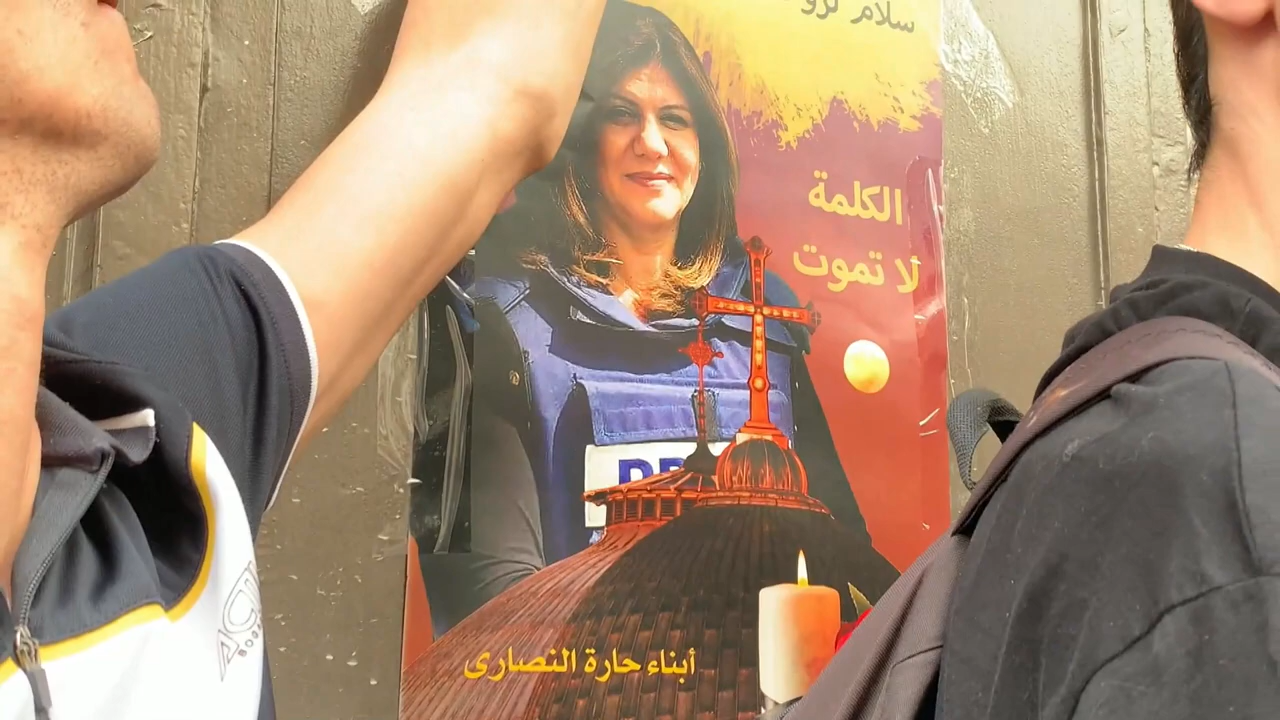 سلام
الكلمة
لا تموت
أبناء حارة النصارى